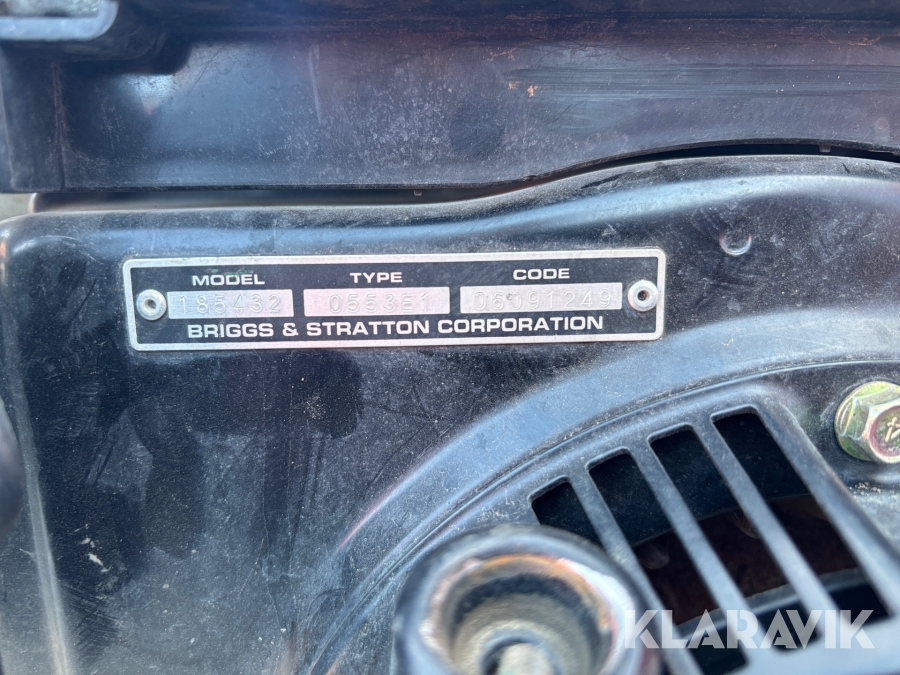 MODEL TYPE CODE
185432 0553E1 06091249
BRIGGS & STRATTON CORPORATION
KLARAVIK